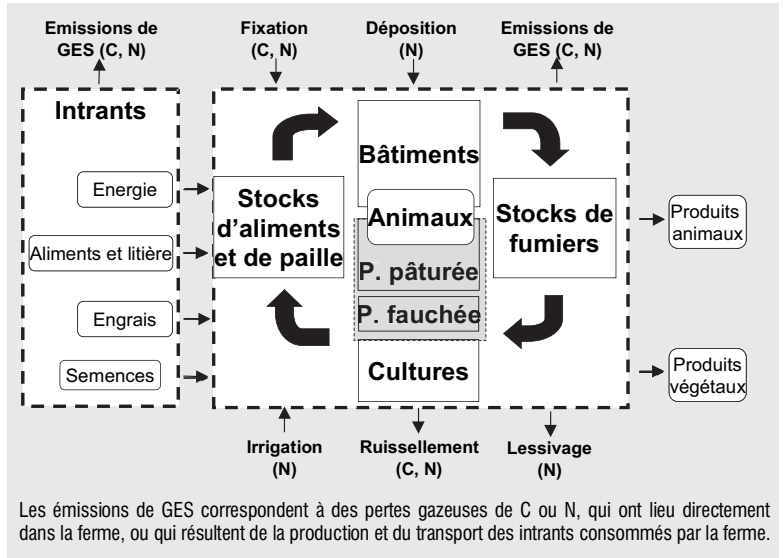 Emissions de
GES (C, N)
Fixation
(C, N)
Déposition
(N)
Emissions de
GES (C, N)
Intrants
Energie
Aliments et litière
Engrais
Semences
Stocks
d'aliments
et de paille
Bâtiments
Animaux
P. pâturée
P. fauchée
Cultures
Stocks de
fumiers
Produits
animaux
Produits
végétaux
Irrigation
(N)
Ruissellement
(C, N)
Lessivage
(N)
Les émissions de GES correspondent à des pertes gazeuses de C ou N, qui ont lieu directement
dans la ferme, ou qui résultent de la production et du transport des intrants consommés par la ferme.